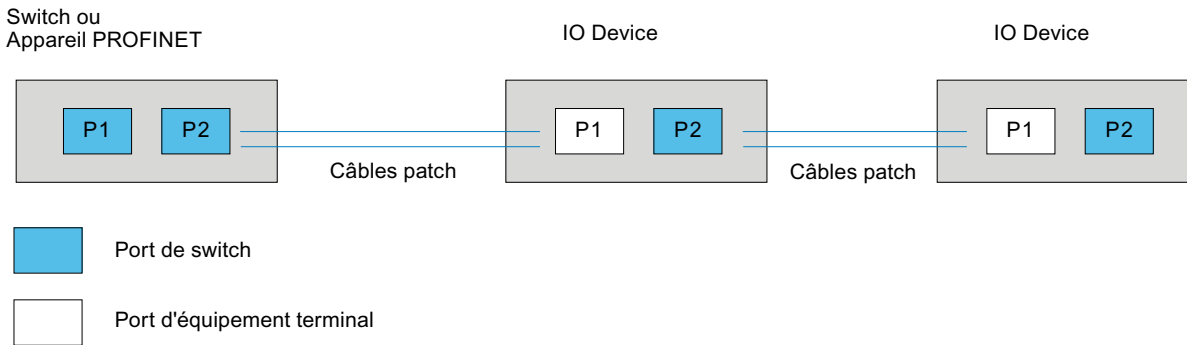 Switch ou
Appareil PROFINET
IO Device
IO Device
P1
P2
P1
P2
P1
P2
Câbles patch
Câbles patch
Port de switch
Port d'équipement terminal